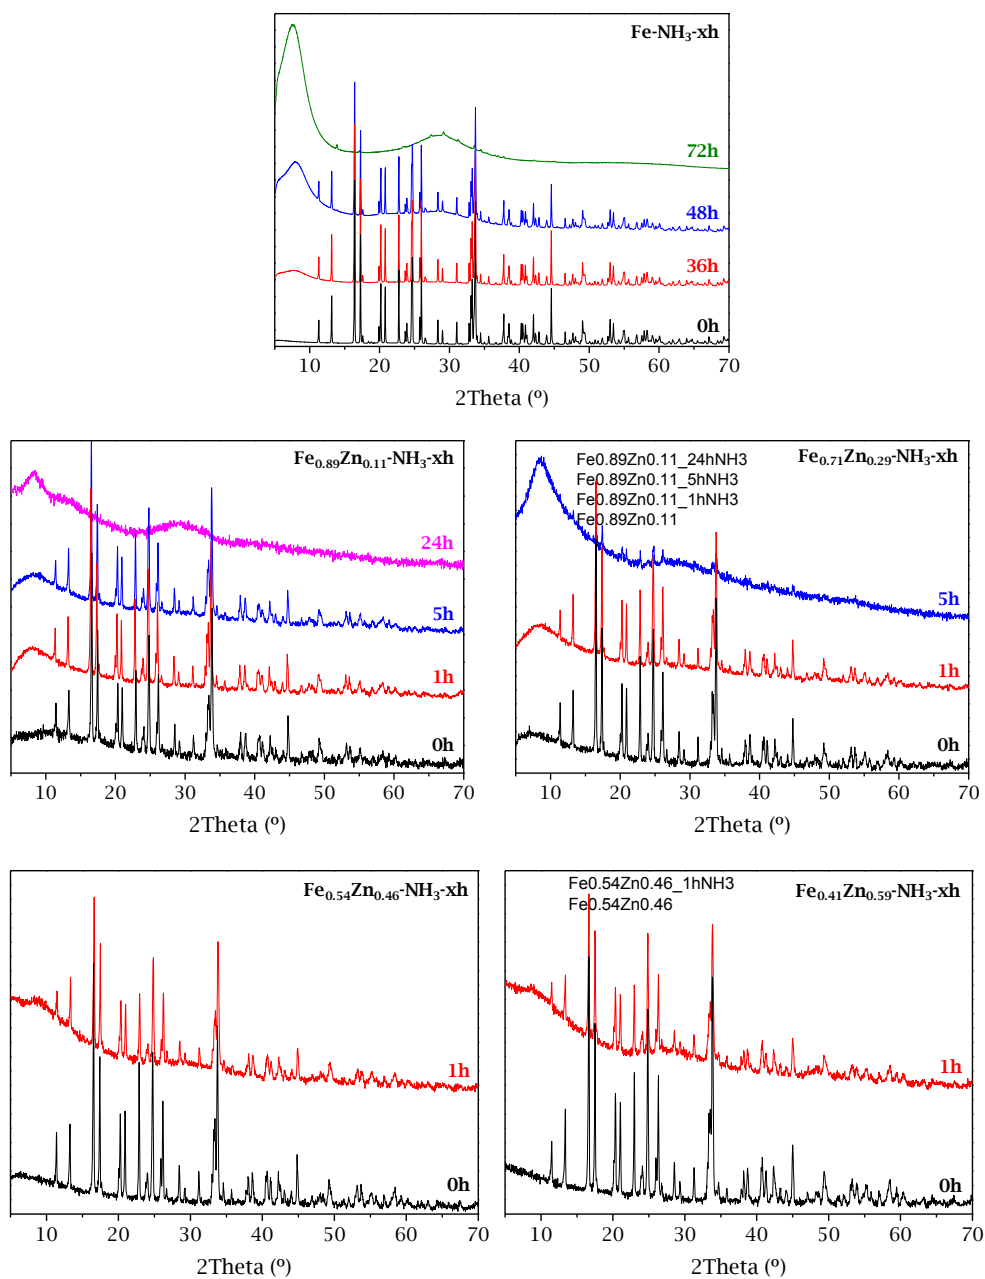 Fe-NH₃-xh
72h
48h
36h
0h
10 20 30 40 50 60 70
2Theta (º)
Fe₀.₈₉Zn₀.₁₁-NH₃-xh
24h
5h
1h
0h
10 20 30 40 50 60 70
2Theta (º)
Fe₀.₇₁Zn₀.₂₉-NH₃-xh
Fe0.89Zn0.11_24hNH3
Fe0.89Zn0.11_5hNH3
Fe0.89Zn0.11_1hNH3
Fe0.89Zn0.11
5h
1h
0h
10 20 30 40 50 60 70
2Theta (º)
Fe₀.₅₄Zn₀.₄₆-NH₃-xh
1h
0h
10 20 30 40 50 60 70
2Theta (º)
Fe₀.₄₁Zn₀.₅₉-NH₃-xh
Fe0.54Zn0.46_1hNH3
Fe0.54Zn0.46
1h
0h
10 20 30 40 50 60 70
2Theta (º)